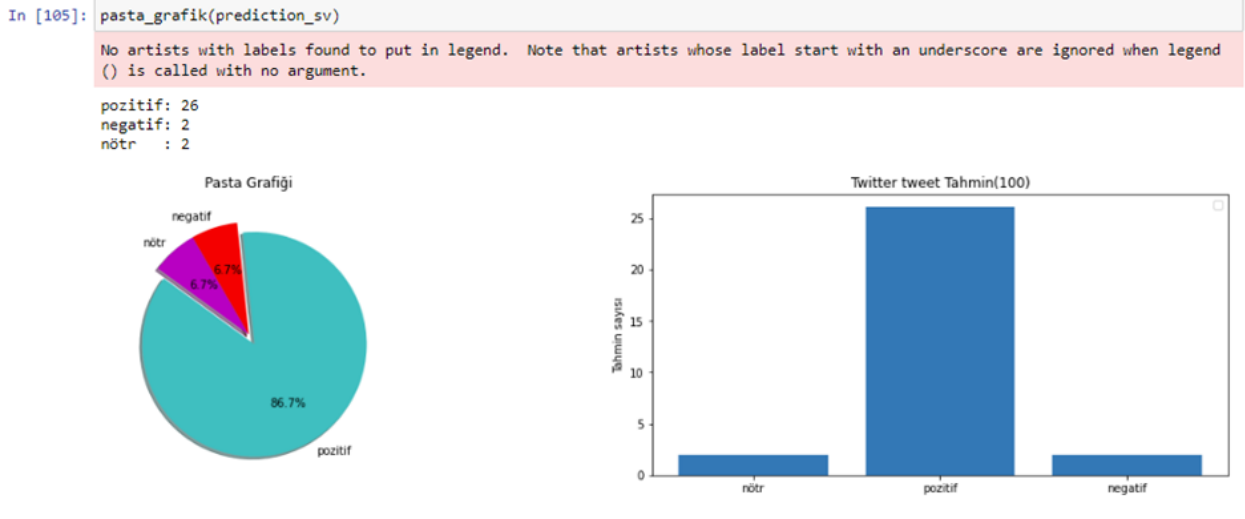 In [105]: pasta_grafik(prediction_sv)
No artists with labels found to put in legend.  Note that artists whose label start with an underscore are ignored when legend
() is called with no argument.
pozitif: 26
negatif: 2
nötr   : 2
Pasta Grafiği
negatif
nötr
6.7%
6.7%
86.7%
pozitif
Twitter tweet Tahmin(100)
Tahmin sayısı
25
20
15
10
5
0
nötr
pozitif
negatif